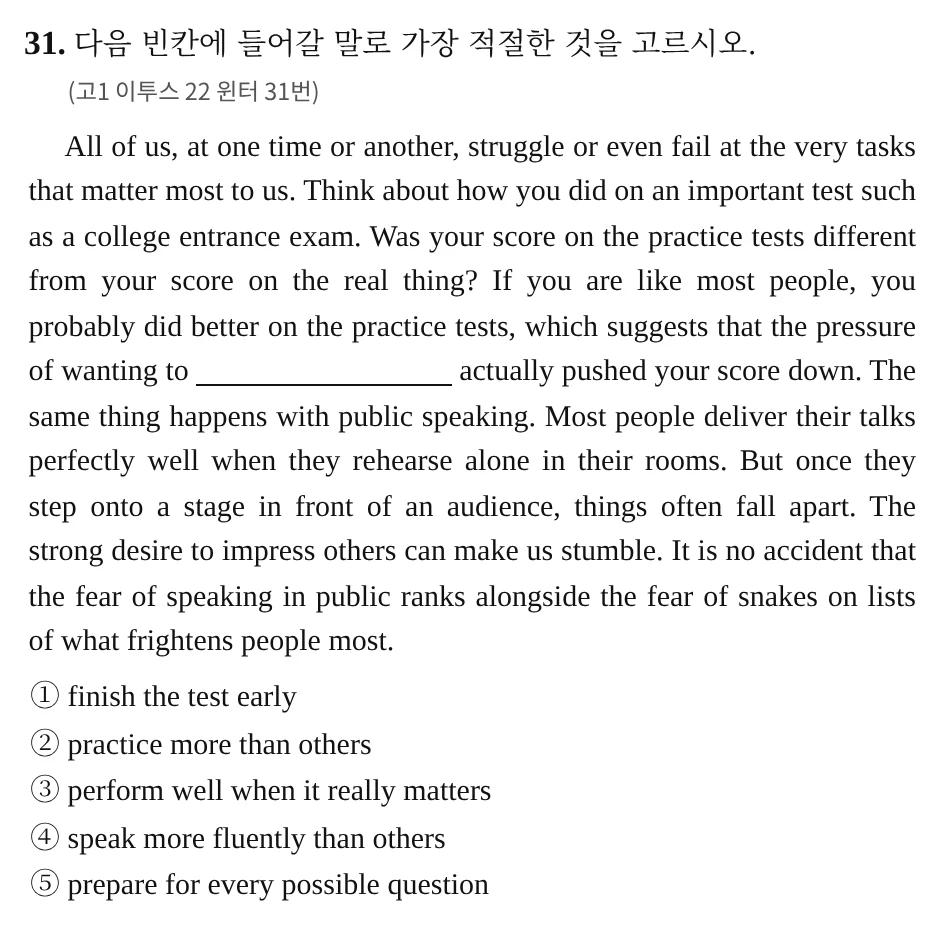 31. 다음 빈칸에 들어갈 말로 가장 적절한 것을 고르시오.
(고1 이투스 22 윈터 31번)
All of us, at one time or another, struggle or even fail at the very tasks
that matter most to us. Think about how you did on an important test such
as a college entrance exam. Was your score on the practice tests different
from your score on the real thing? If you are like most people, you
probably did better on the practice tests, which suggests that the pressure
of wanting to ________________ actually pushed your score down. The
same thing happens with public speaking. Most people deliver their talks
perfectly well when they rehearse alone in their rooms. But once they
step onto a stage in front of an audience, things often fall apart. The
strong desire to impress others can make us stumble. It is no accident that
the fear of speaking in public ranks alongside the fear of snakes on lists
of what frightens people most.
① finish the test early
② practice more than others
③ perform well when it really matters
④ speak more fluently than others
⑤ prepare for every possible question